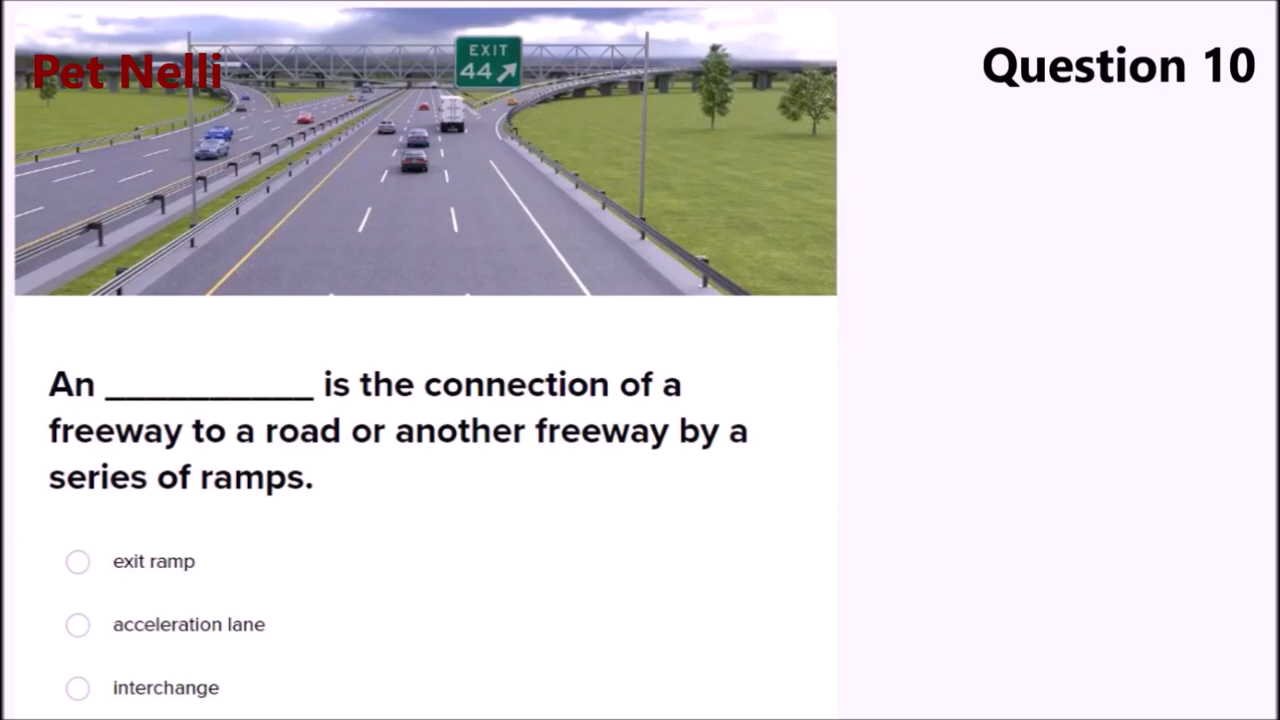 Pet Nelli
EXIT
44
Question 10
An ___________ is the connection of a
freeway to a road or another freeway by a
series of ramps.
exit ramp
acceleration lane
interchange